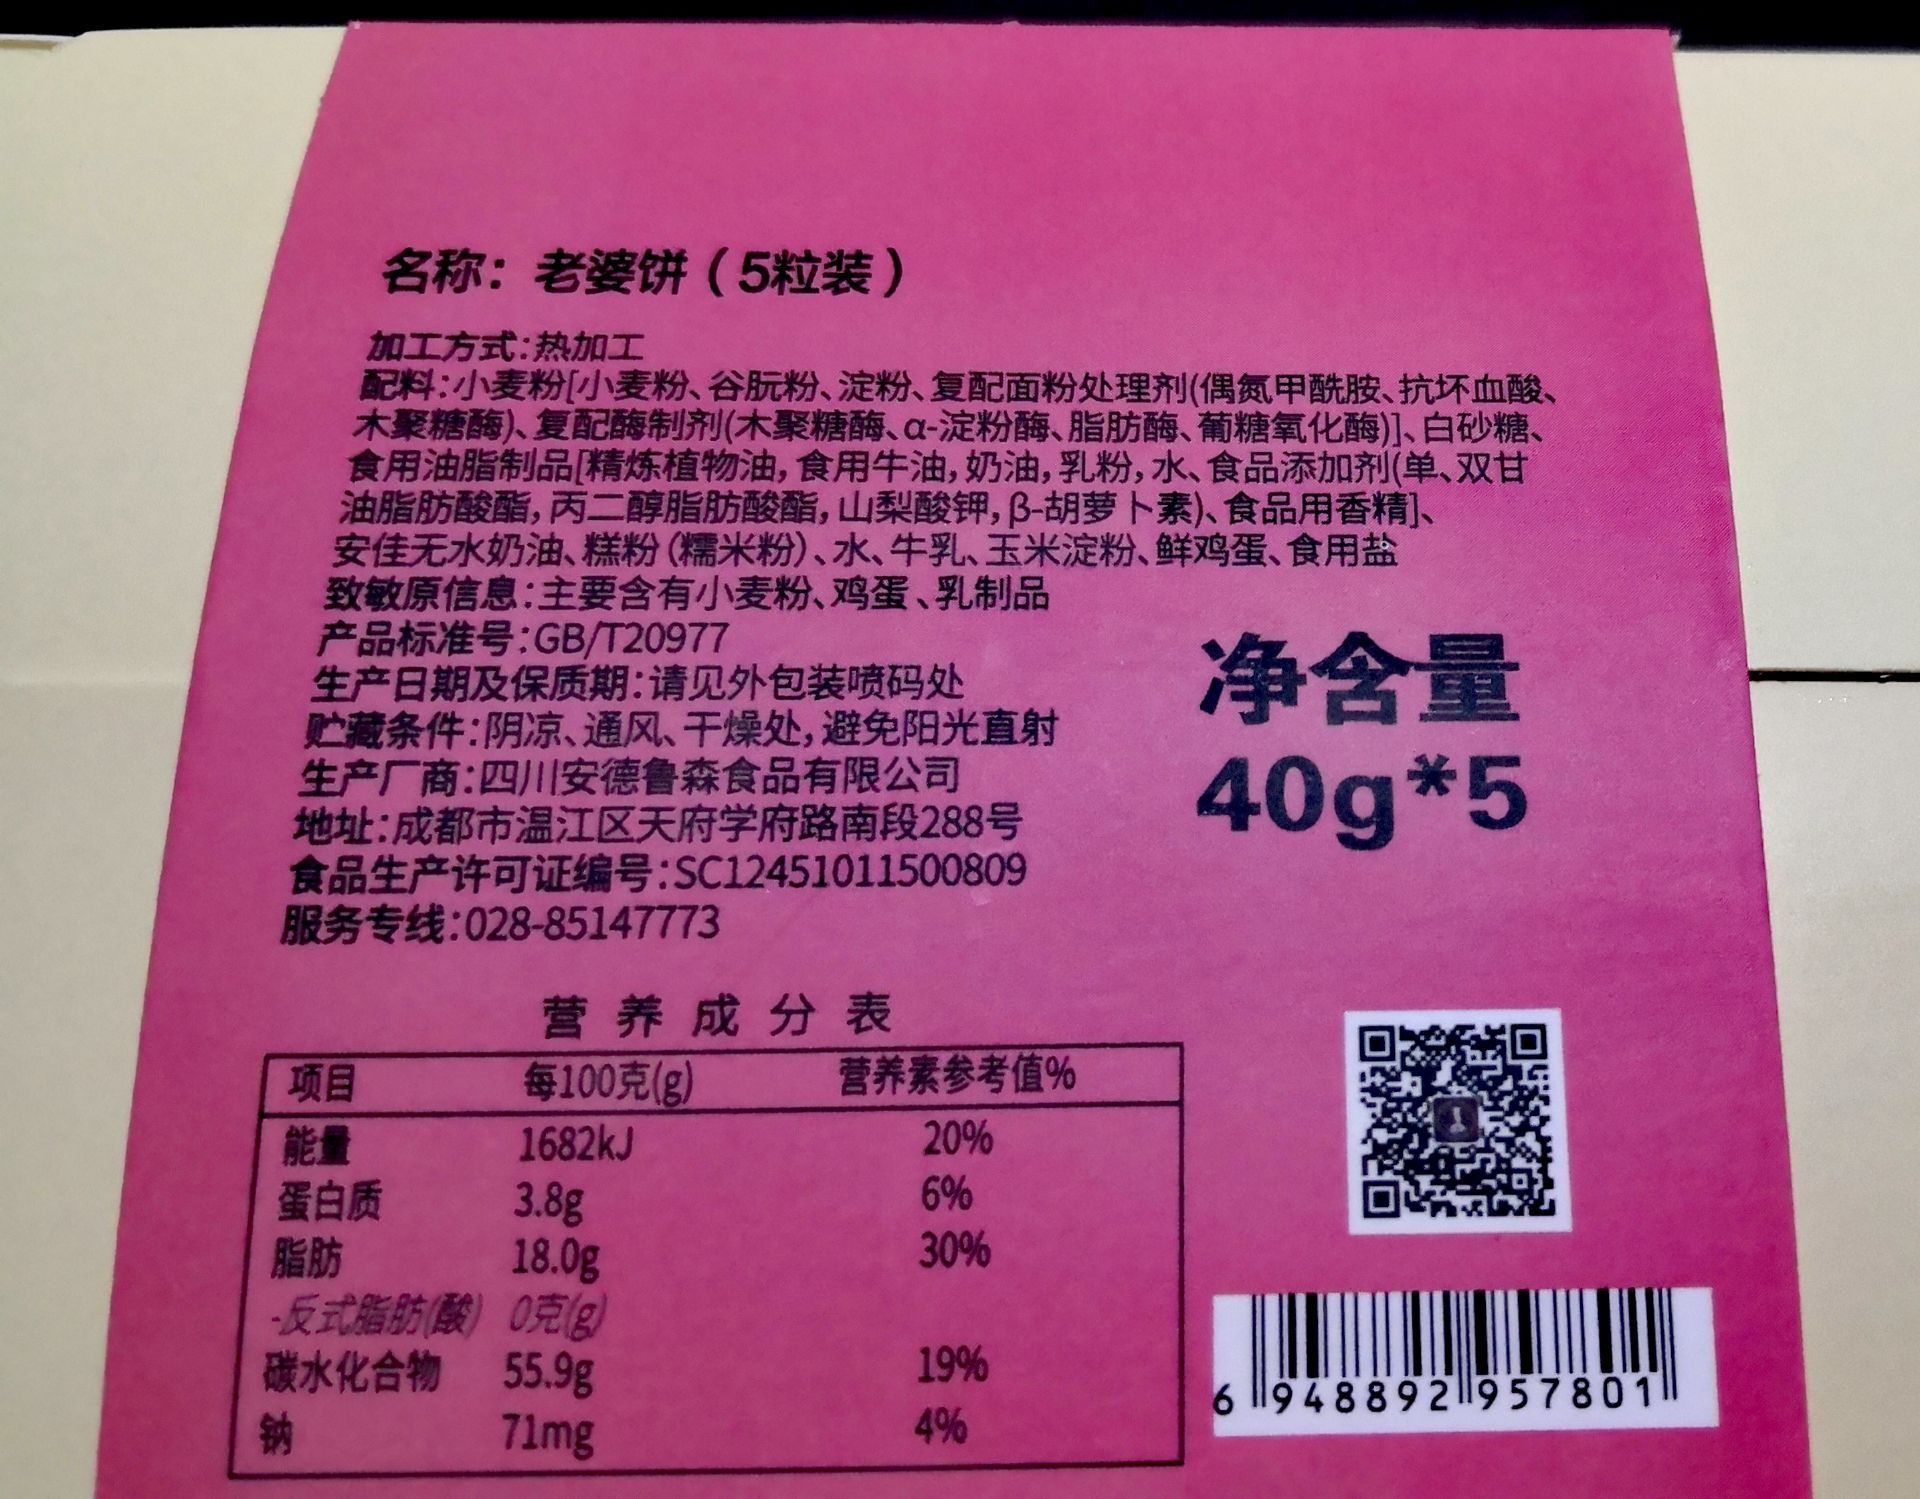 名称：老婆饼（5粒装）
加工方式:热加工
配料:小麦粉[小麦粉、谷朊粉、淀粉、复配面粉处理剂(偶氮甲酰胺、抗坏血酸、
木聚糖酶)、复配酶制剂(木聚糖酶、α-淀粉酶、脂肪酶、葡糖氧化酶)]、白砂糖、
食用油脂制品[精炼植物油,食用牛油,奶油,乳粉,水、食品添加剂(单、双甘
油脂肪酸酯,丙二醇脂肪酸酯,山梨酸钾,β-胡萝卜素)、食品用香精]、
安佳无水奶油、糕粉(糯米粉)、水、牛乳、玉米淀粉、鲜鸡蛋、食用盐
致敏原信息:主要含有小麦粉、鸡蛋、乳制品
产品标准号:GB/T20977
生产日期及保质期:请见外包装喷码处
贮藏条件:阴凉、通风、干燥处,避免阳光直射
生产厂商:四川安德鲁森食品有限公司
地址:成都市温江区天府学府路南段288号
食品生产许可证编号:SC12451011500809
服务专线:028-85147773
净含量
40g*5
营养成分表
项目 每100克(g) 营养素参考值%
能量 1682kJ 20%
蛋白质 3.8g 6%
脂肪 18.0g 30%
-反式脂肪(酸) 0克(g)
碳水化合物 55.9g 19%
钠 71mg 4%
6 948892 957801